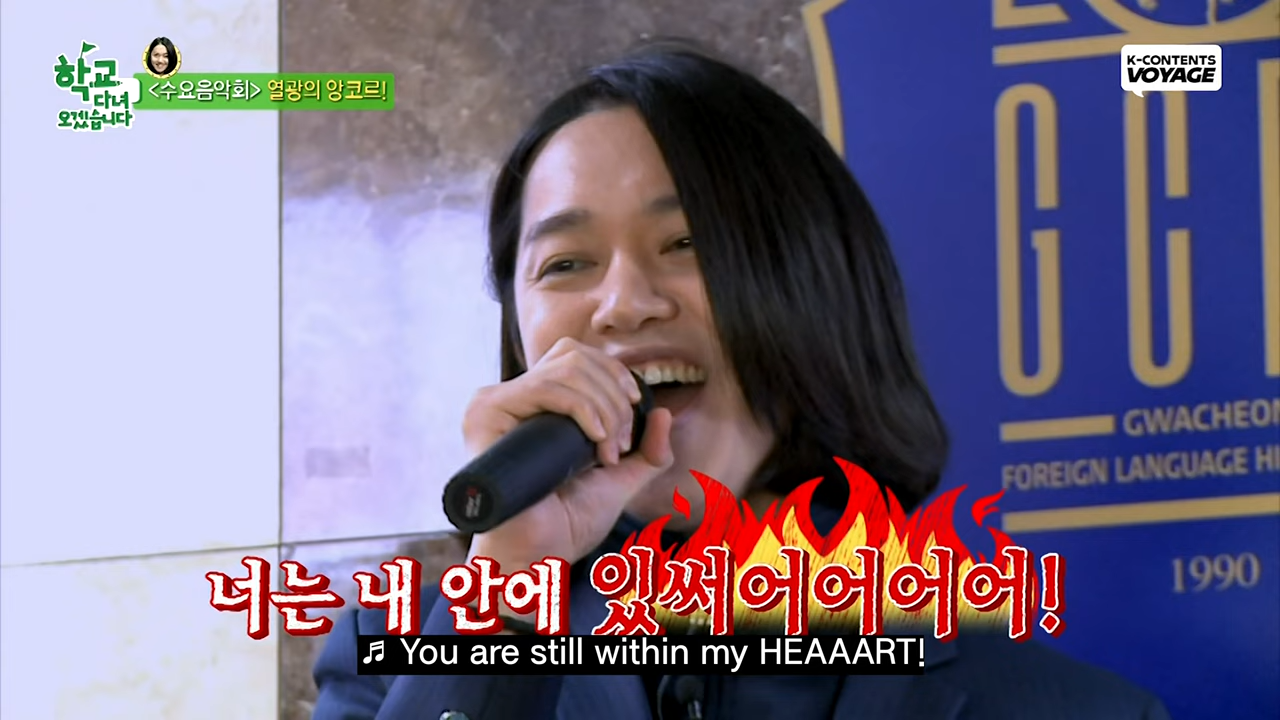 학교
다녀
오겠습니다
<수요음악회> 열광의 앙코르!
K-CONTENTS
VOYAGE
GWACHEON
FOREIGN LANGUAGE HI
1990
너는 내 안에 있써어어어어!
♬ You are still within my HEAAART!